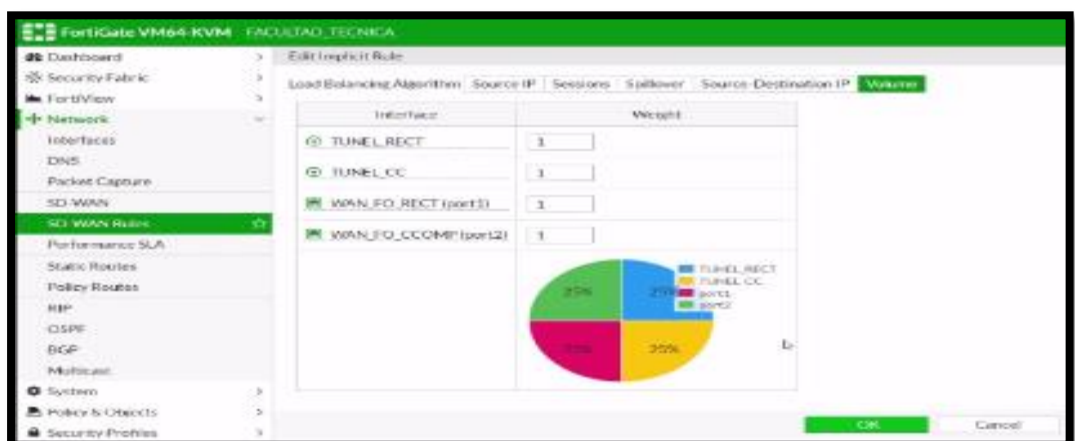 FortiGate VM64-KVM FACULTAD_TECNICA
Dashboard
Security Fabric
FortiView
Network
Interfaces
DNS
Packet Capture
SD-WAN
SD-WAN Rules
Performance SLA
Static Routes
Policy Routes
RIP
OSPF
BGP
Multicast
System
Policy & Objects
Security Profiles
Edit Implicit Rule
Load Balancing Algorithm Source IP Sessions Spillover Source-Destination IP Volume
Interface Weight
TUNEL_RECT 1
TUNEL_CC 1
WAN_FO_RECT (port1) 1
WAN_FO_CCOMP (port2) 1
25% 25%
25% 25%
TUNEL_RECT
TUNEL_CC
port1
port2
OK Cancel